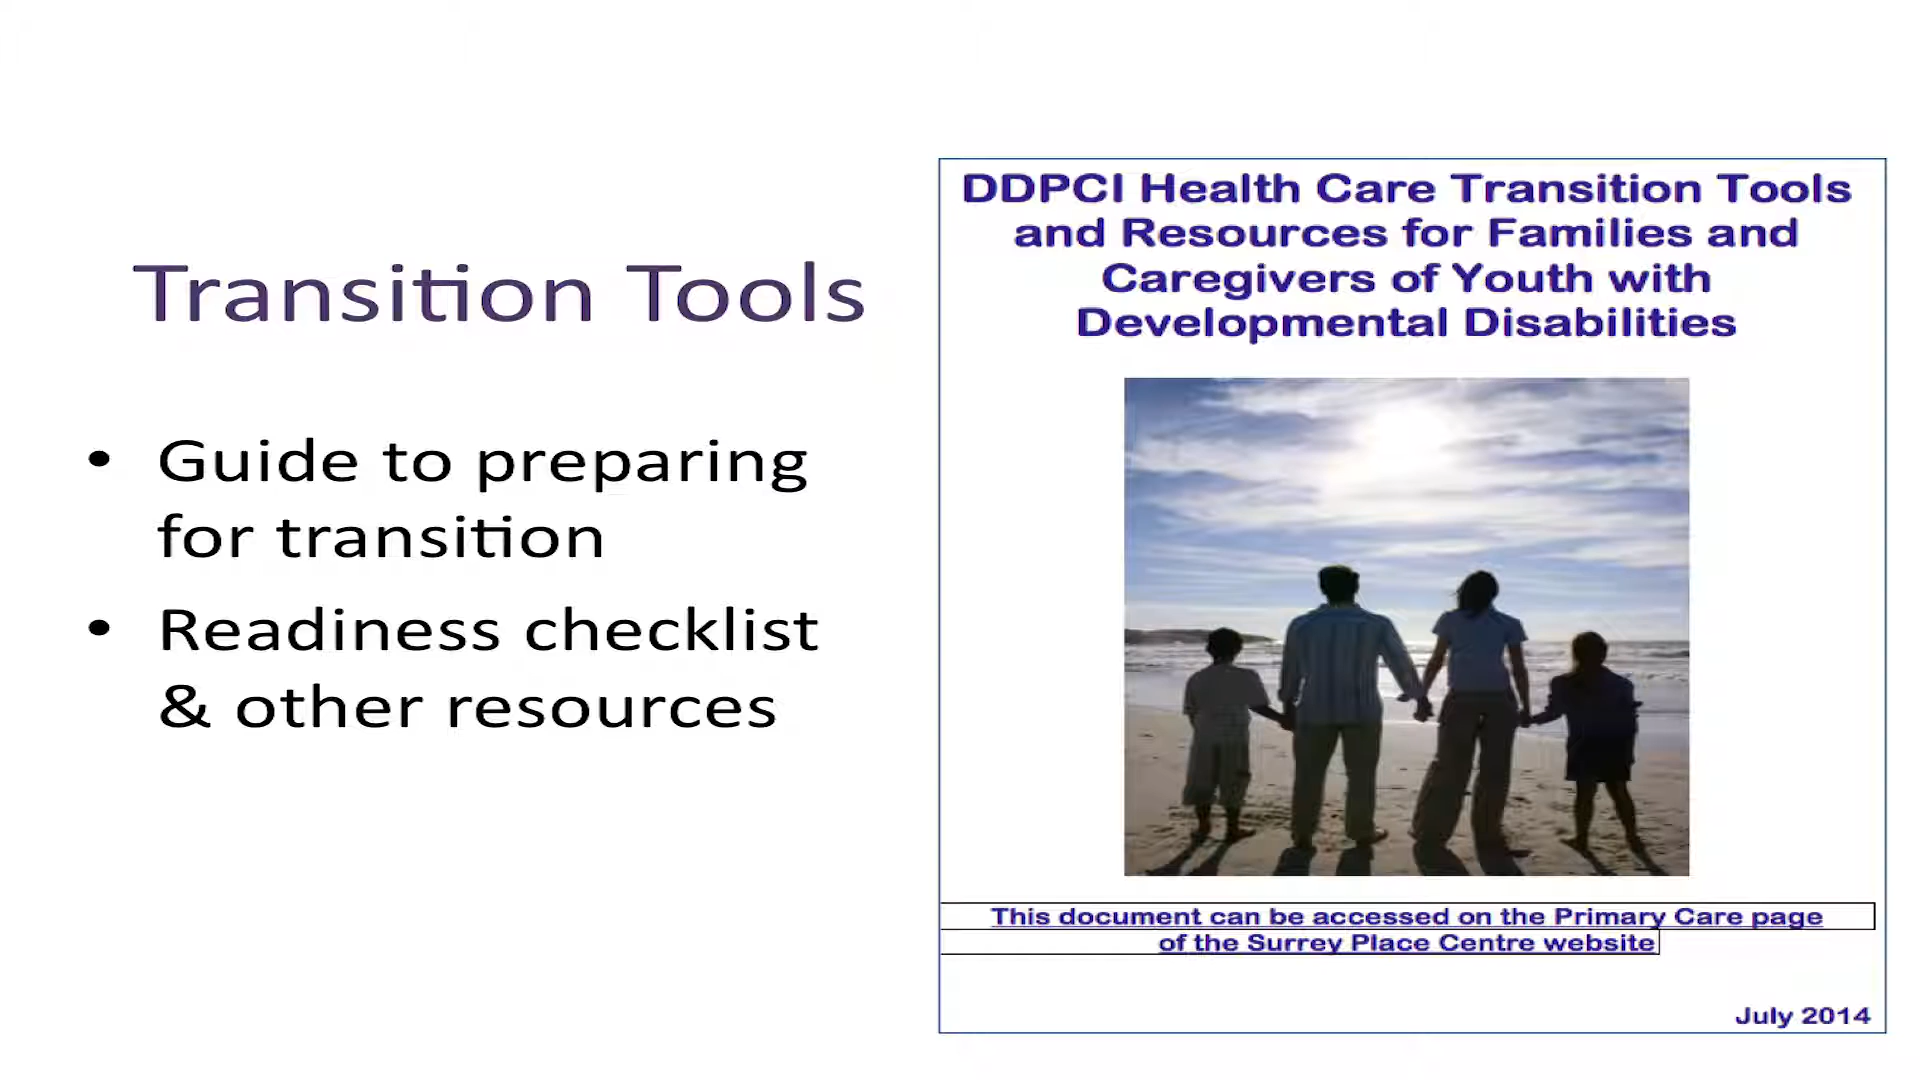 Transition Tools
• Guide to preparing
for transition
• Readiness checklist
& other resources
DDPCI Health Care Transition Tools
and Resources for Families and
Caregivers of Youth with
Developmental Disabilities
This document can be accessed on the Primary Care page
of the Surrey Place Centre website
July 2014